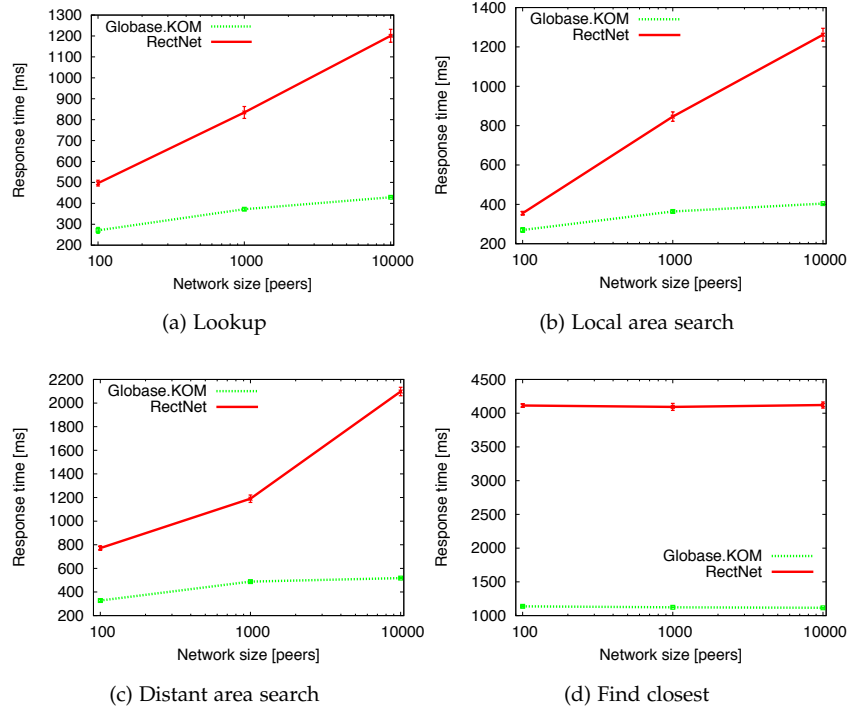 1300
1200
1100
1000
900
800
700
600
500
400
300
200
Response time [ms]
Globase.KOM
RectNet
100
1000
10000
Network size [peers]
(a) Lookup
1400
1200
1000
800
600
400
200
Response time [ms]
Globase.KOM
RectNet
100
1000
10000
Network size [peers]
(b) Local area search
2200
2000
1800
1600
1400
1200
1000
800
600
400
200
Response time [ms]
Globase.KOM
RectNet
100
1000
10000
Network size [peers]
(c) Distant area search
4500
4000
3500
3000
2500
2000
1500
1000
Response time [ms]
Globase.KOM
RectNet
100
1000
10000
Network size [peers]
(d) Find closest